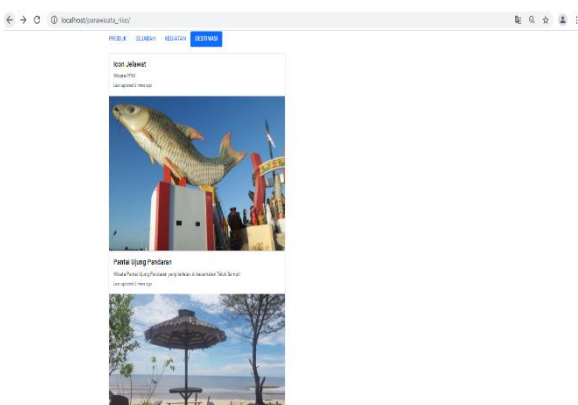 localhost/parawisata_riko/
PRODUK SEJARAH KEGIATAN DESTINASI
Icon Jelawat
Wisata
Last updated 3 mins ago
Pantai Ujung Pandaran
Wisata Pantai Ujung Pandaran yang terletak di Kecamatan Teluk Sampit
Last updated 3 mins ago